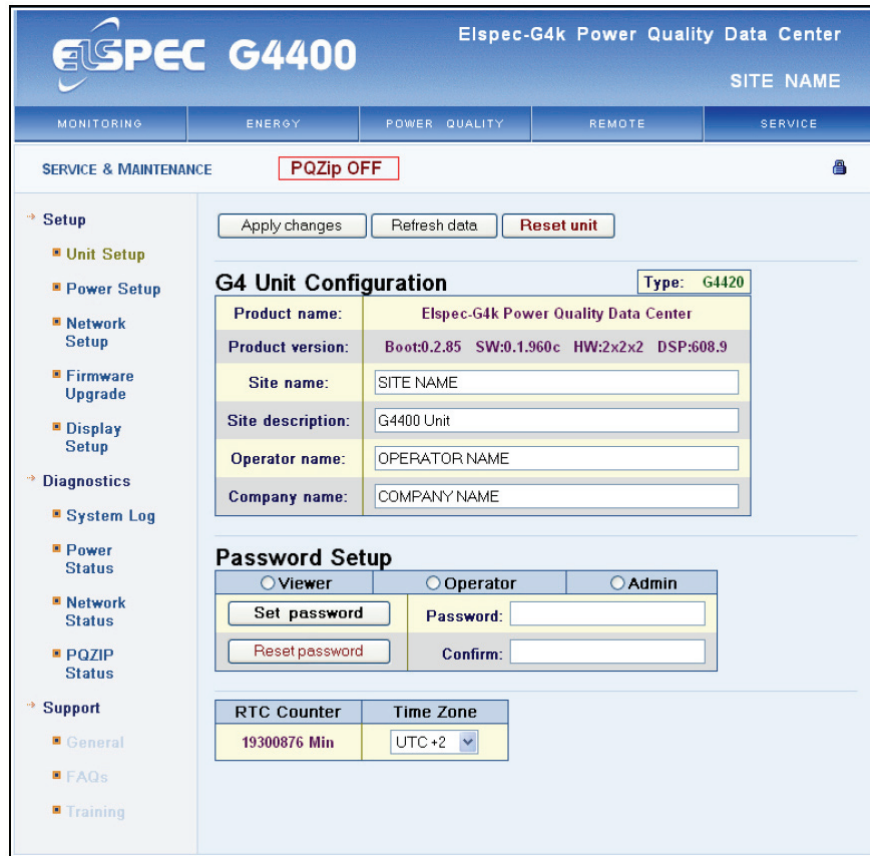 ELSPEC G4400
Elspec-G4k Power Quality Data Center
SITE NAME
MONITORING ENERGY POWER QUALITY REMOTE SERVICE
SERVICE & MAINTENANCE PQZip OFF
Setup
Unit Setup
Power Setup
Network
Setup
Firmware
Upgrade
Display
Setup
Diagnostics
System Log
Power
Status
Network
Status
PQZIP
Status
Support
General
FAQs
Training
Apply changes Refresh data Reset unit
G4 Unit Configuration Type: G4420
Product name: Elspec-G4k Power Quality Data Center
Product version: Boot:0.2.85 SW:0.1.960c HW:2x2x2 DSP:608.9
Site name: SITE NAME
Site description: G4400 Unit
Operator name: OPERATOR NAME
Company name: COMPANY NAME
Password Setup
Viewer Operator Admin
Set password Password:
Reset password Confirm:
RTC Counter Time Zone
19300876 Min UTC +2